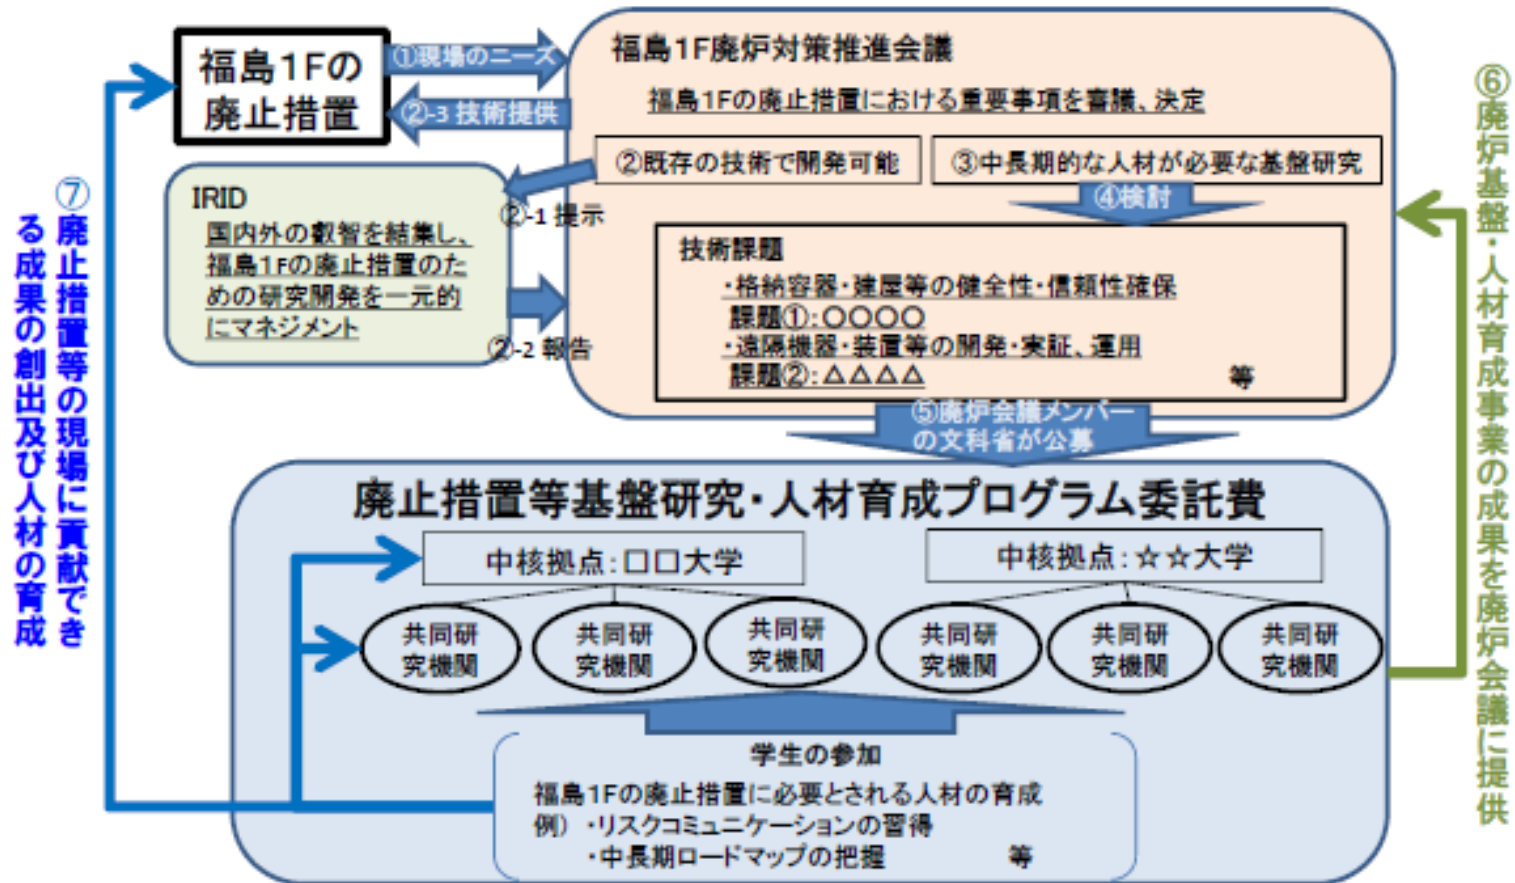 福島1Fの
廃止措置
①現場のニーズ
②-3 技術提供
福島1F廃炉対策推進会議
福島1Fの廃止措置における重要事項を審議、決定
②既存の技術で開発可能
③中長期的な人材が必要な基盤研究
④検討
IRID
国内外の叡智を結集し、
福島1Fの廃止措置のた
めの研究開発を一元的
にマネジメント
②-1 提示
②-2 報告
技術課題
・格納容器・建屋等の健全性・信頼性確保
課題①:〇〇〇〇
・遠隔機器・装置等の開発・実証、運用
課題②:△△△△
等
⑤廃炉会議メンバー
の文科省が公募
廃止措置等基盤研究・人材育成プログラム委託費
中核拠点:□□大学
中核拠点:☆☆大学
共同研
究機関
共同研
究機関
共同研
究機関
共同研
究機関
共同研
究機関
共同研
究機関
学生の参加
福島1Fの廃止措置に必要とされる人材の育成
例) ・リスクコミュニケーションの習得
・中長期ロードマップの把握 等
⑥廃炉基盤・人材育成事業の成果を廃炉会議に提供
⑦廃止措置等の現場に貢献でき
る成果の創出及び人材の育成